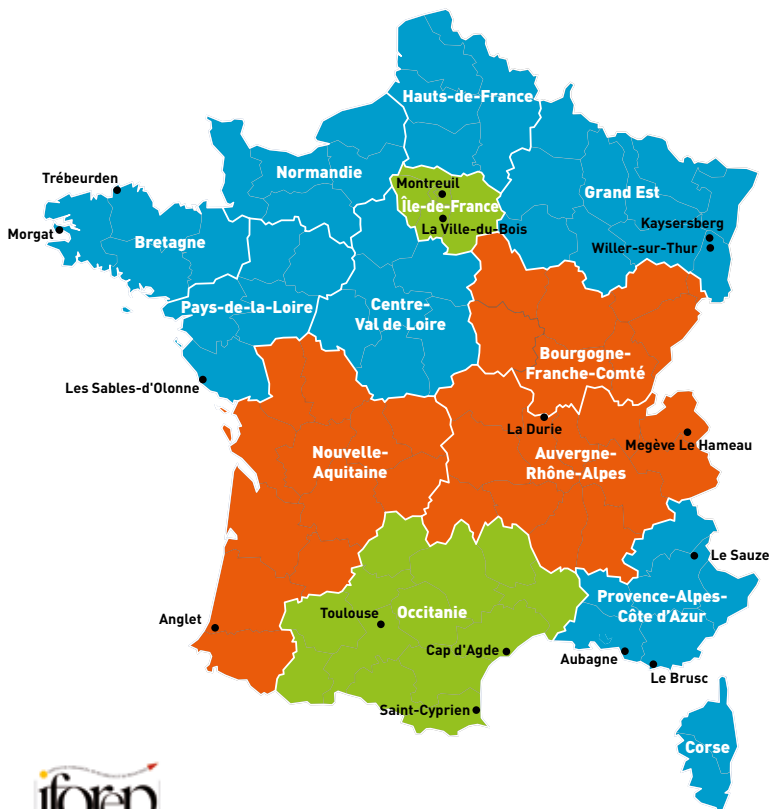 Hauts-de-France
Normandie
Trébeurden
Montreuil
Île-de-France
La Ville-du-Bois
Grand Est
Kaysersberg
Willer-sur-Thur
Morgat
Bretagne
Pays-de-la-Loire
Centre-
Val de Loire
Bourgogne-
Franche-Comté
Les Sables-d'Olonne
La Durie
Megève Le Hameau
Nouvelle-
Aquitaine
Auvergne-
Rhône-Alpes
Le Sauze
Provence-Alpes-
Côte d'Azur
Anglet
Toulouse
Occitanie
Cap d'Agde
Aubagne
Le Brusc
Saint-Cyprien
Corse
iforep